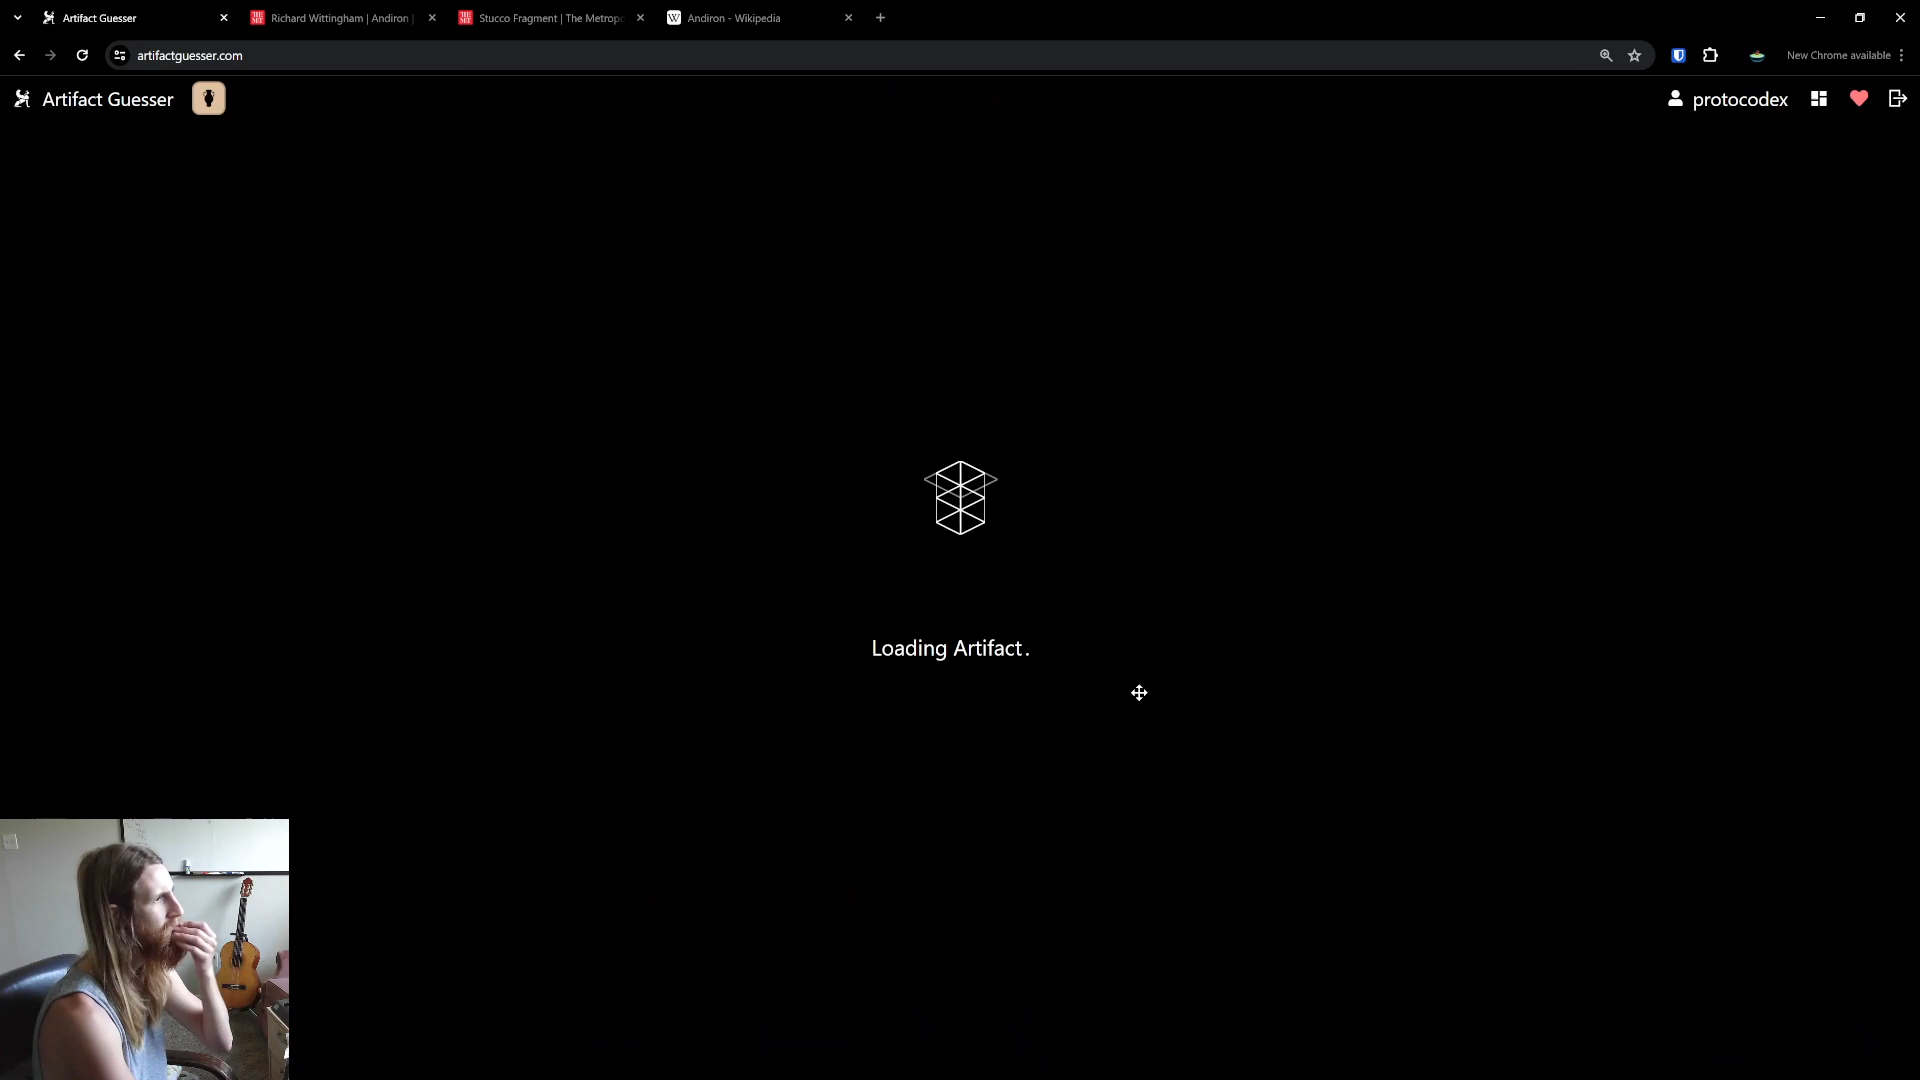 Artifact Guesser
Richard Wittingham | Andiron |
Stucco Fragment | The Metropo
W Andiron - Wikipedia
artifactguesser.com
New Chrome available
Artifact Guesser
protocodex
Loading Artifact.